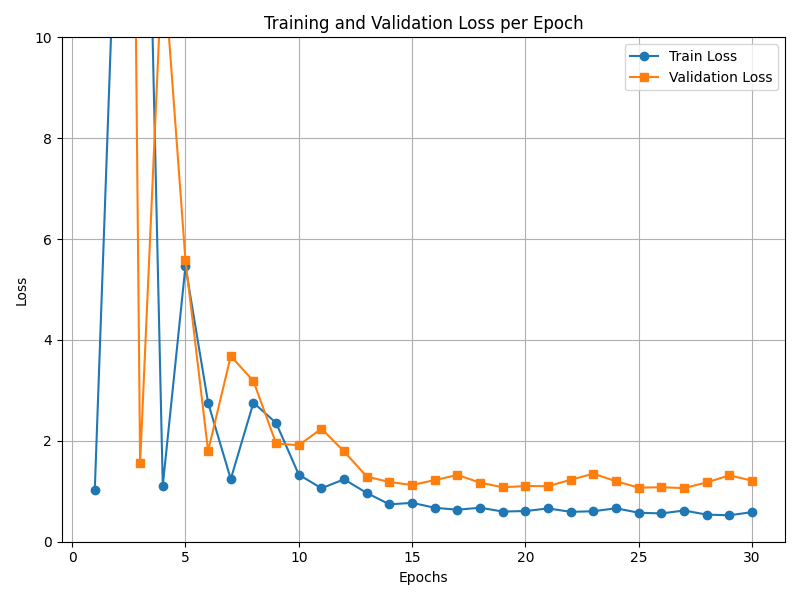 Training and Validation Loss per Epoch
Train Loss
Validation Loss
Loss
10
8
6
4
2
0
0 5 10 15 20 25 30
Epochs